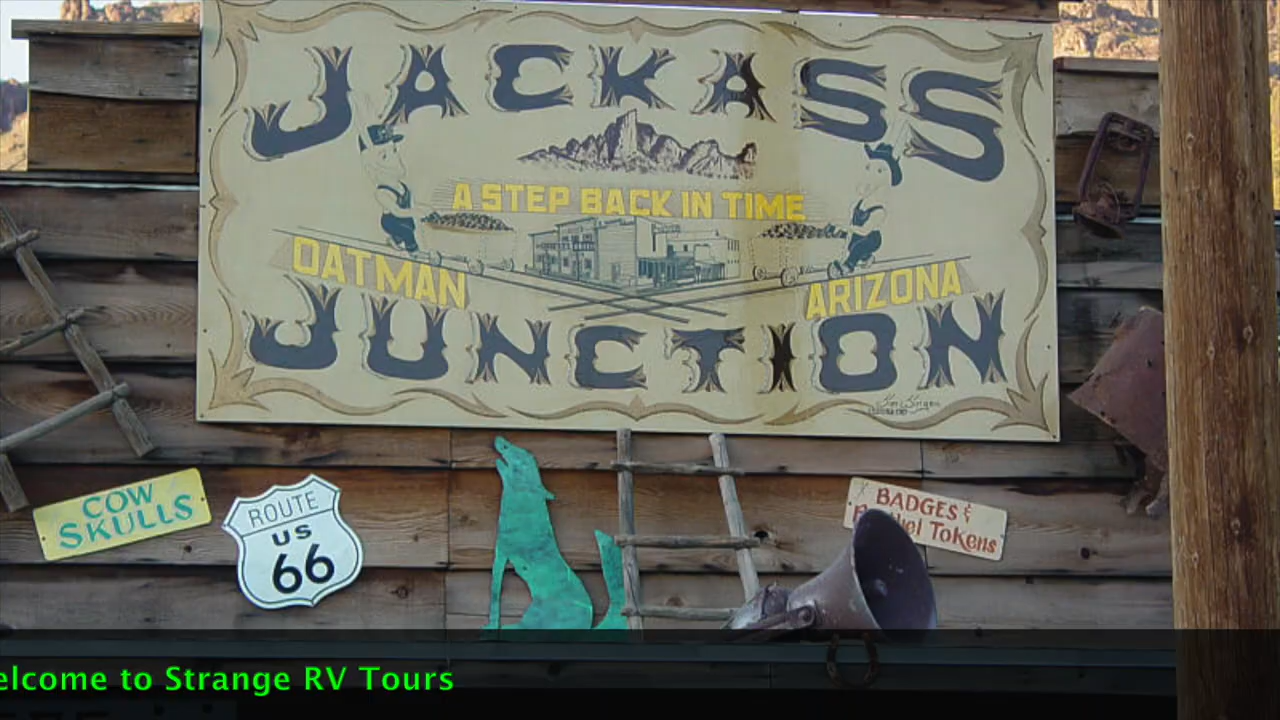 JACKASS
A STEP BACK IN TIME
OATMAN
ARIZONA
JUNCTION
COW
SKULLS
ROUTE
US
66
BADGES &
Tokens
elcome to Strange RV Tours